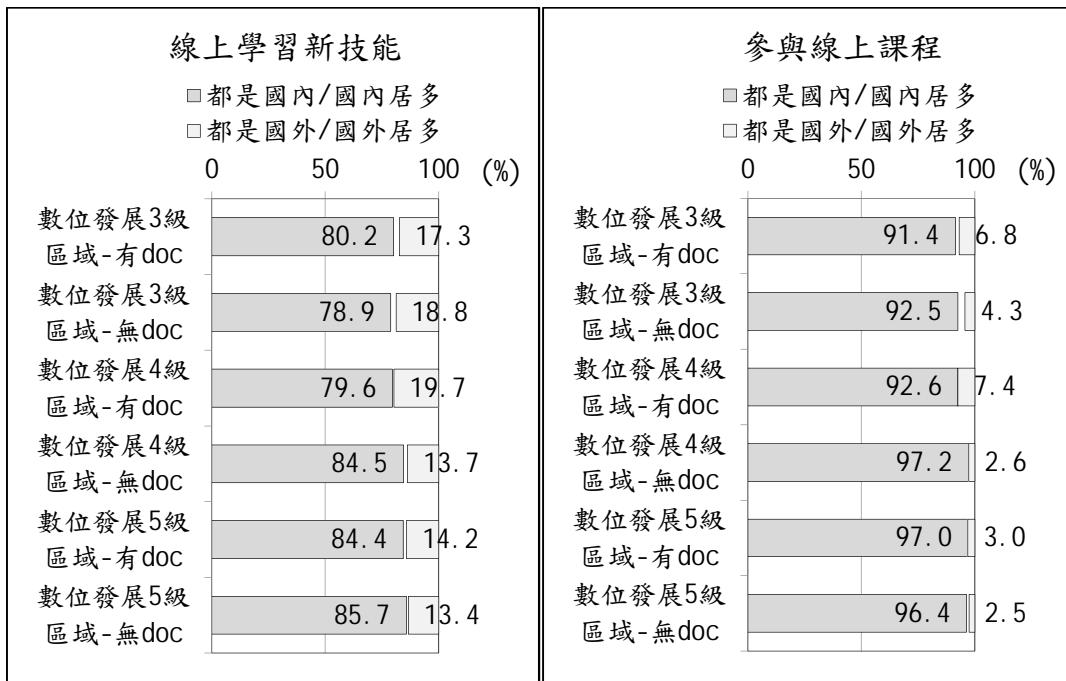 線上學習新技能
都是國內/國內居多
都是國外/國外居多
0 50 100 (%)
數位發展3級
區域-有doc
80.2 17.3
數位發展3級
區域-無doc
78.9 18.8
數位發展4級
區域-有doc
79.6 19.7
數位發展4級
區域-無doc
84.5 13.7
數位發展5級
區域-有doc
84.4 14.2
數位發展5級
區域-無doc
85.7 13.4
參與線上課程
都是國內/國內居多
都是國外/國外居多
0 50 100 (%)
數位發展3級
區域-有doc
91.4 6.8
數位發展3級
區域-無doc
92.5 4.3
數位發展4級
區域-有doc
92.6 7.4
數位發展4級
區域-無doc
97.2 2.6
數位發展5級
區域-有doc
97.0 3.0
數位發展5級
區域-無doc
96.4 2.5